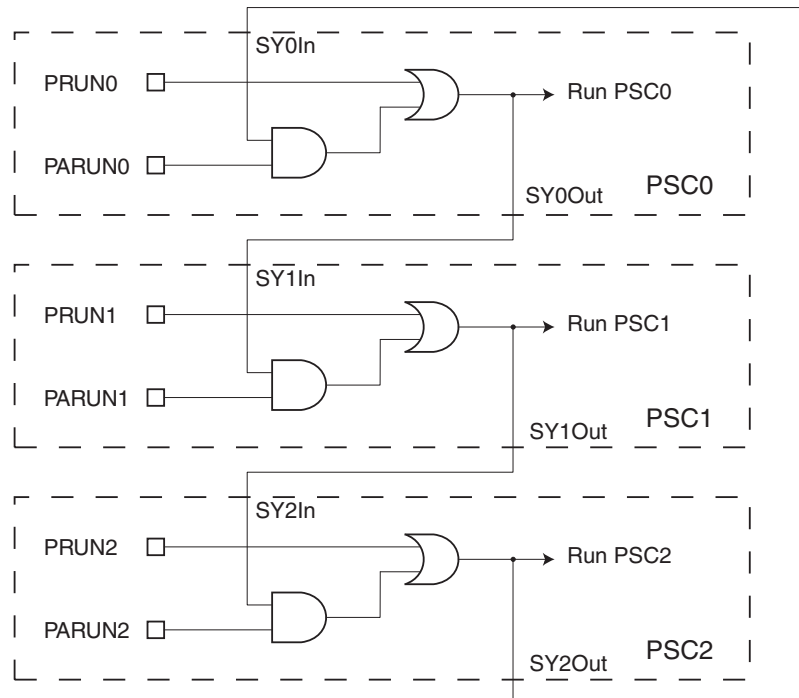 SY0In
PRUN0
Run PSC0
PARUN0
PSC0
SY0Out
SY1In
PRUN1
Run PSC1
PARUN1
PSC1
SY1Out
SY2In
PRUN2
Run PSC2
PARUN2
PSC2
SY2Out